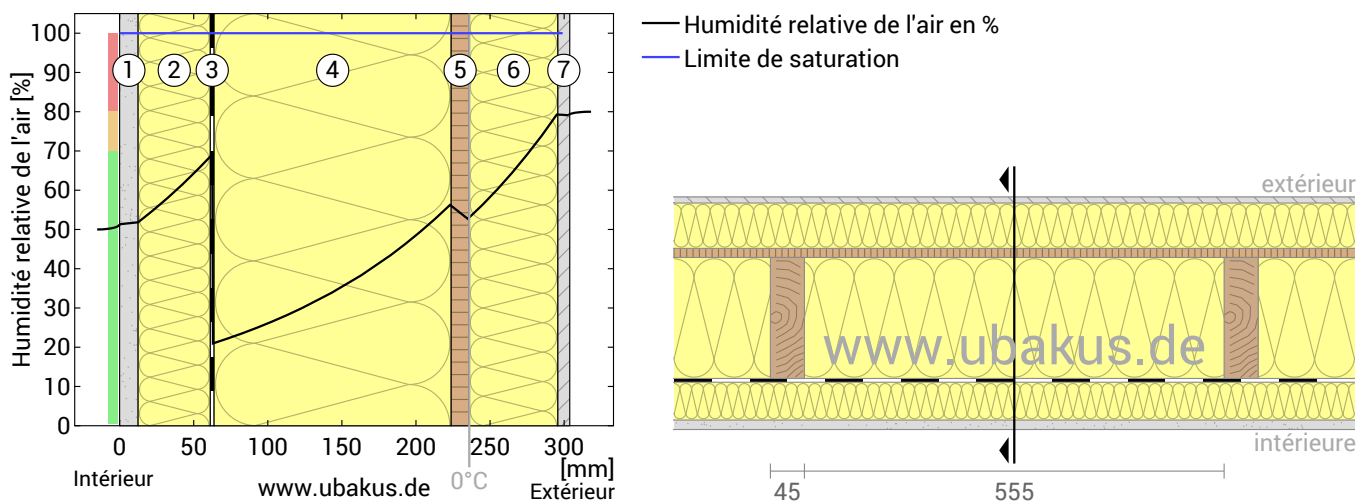 Humidité relative de l'air en %
Limite de saturation
Humidité relative de l'air [%]
100
90
80
70
60
50
40
30
20
10
0
1 2 3 4 5 6 7
0 50 100 150 200 250 300
[mm]
Intérieur
www.ubakus.de
0°C
Extérieur
extérieur
www.ubakus.de
intérieure
45
555